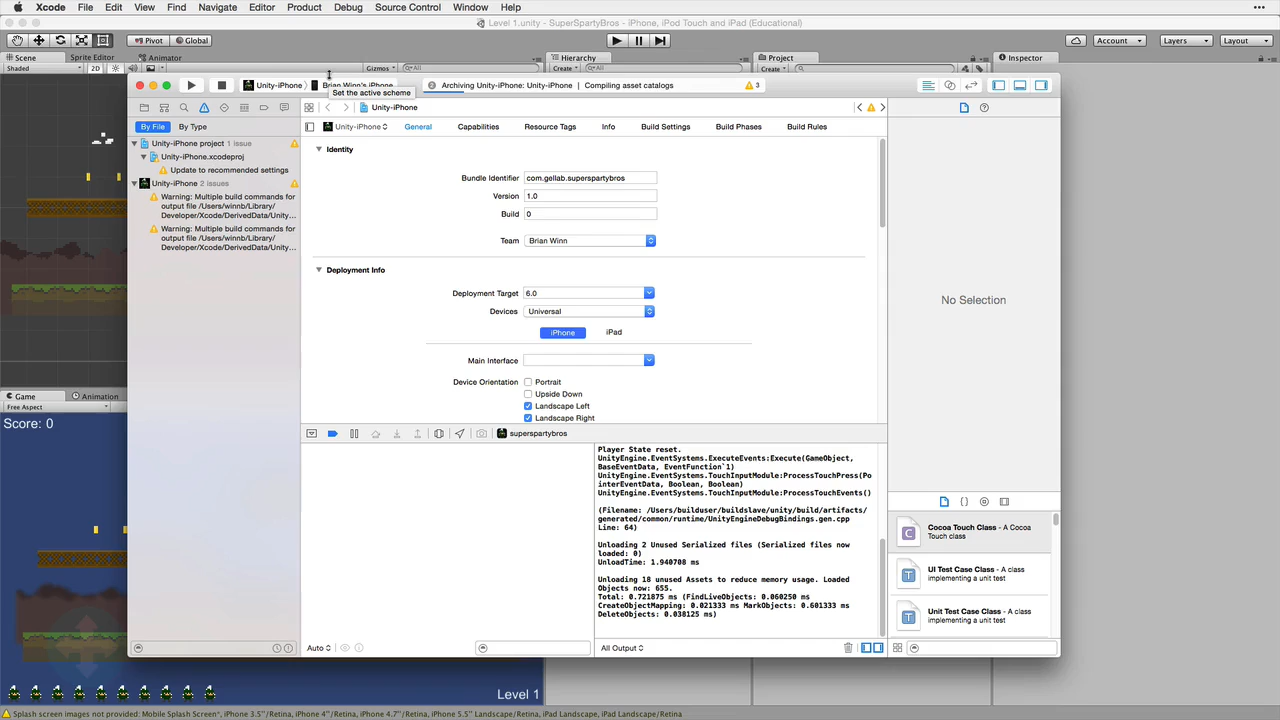 Xcode File Edit View Find Navigate Editor Product Debug Source Control Window Help
Level 1.unity - SuperSpartyBros - iPhone, iPod Touch and iPad (Educational)
Pivot Global Account Layers Layout
Scene Sprite Editor Animator Hierarchy Project Inspector
Shaded 2D Gizmos All Create All Create
Unity-iPhone Brian Winn's iPhone Archiving Unity-iPhone: Unity-iPhone | Compiling asset catalogs 3
Set the active scheme
Unity-iPhone
By File By Type
Unity-iPhone General Capabilities Resource Tags Info Build Settings Build Phases Build Rules
Unity-iPhone project 1 issue
Unity-iPhone.xcodeproj
Update to recommended settings
Unity-iPhone 2 issues
Warning: Multiple build commands for
output file /Users/winnb/Library/
Developer/Xcode/DerivedData/Unity...
Warning: Multiple build commands for
output file /Users/winnb/Library/
Developer/Xcode/DerivedData/Unity...
Identity
Bundle Identifier com.gellab.superspartybros
Version 1.0
Build 0
Team Brian Winn
Deployment Info
Deployment Target 6.0
Devices Universal
iPhone iPad
Main Interface
Device Orientation Portrait
Upside Down
Landscape Left
Landscape Right
No Selection
superspartybros
Player State reset.
UnityEngine.EventSystems.ExecuteEvents:Execute(GameObject,
BaseEventData, EventFunction`1)
UnityEngine.EventSystems.TouchInputModule:ProcessTouchPress(Po
interEventData, Boolean, Boolean)
UnityEngine.EventSystems.TouchInputModule:ProcessTouchEvents()
(Filename: /Users/builduser/buildslave/unity/build/artifacts/
generated/common/runtime/UnityEngineDebugBindings.gen.cpp
Line: 64)
Unloading 2 Unused Serialized files (Serialized files now
loaded: 0)
UnloadTime: 1.940708 ms
Unloading 18 unused Assets to reduce memory usage. Loaded
Objects now: 655.
Total: 0.721875 ms (FindLiveObjects: 0.060250 ms
CreateObjectMapping: 0.021333 ms MarkObjects: 0.601333 ms
DeleteObjects: 0.038125 ms)
Auto All Output
Cocoa Touch Class - A Cocoa
Touch class
UI Test Case Class - A class
implementing a unit test
Unit Test Case Class - A class
implementing a unit test
Game Animation
Free Aspect
Score: 0
Level 1
Splash screen images not provided: Mobile Splash Screen*, iPhone 3.5"/Retina, iPhone 4"/Retina, iPhone 4.7"/Retina, iPhone 5.5" Landscape/Retina, iPad Landscape, iPad Landscape/Retina